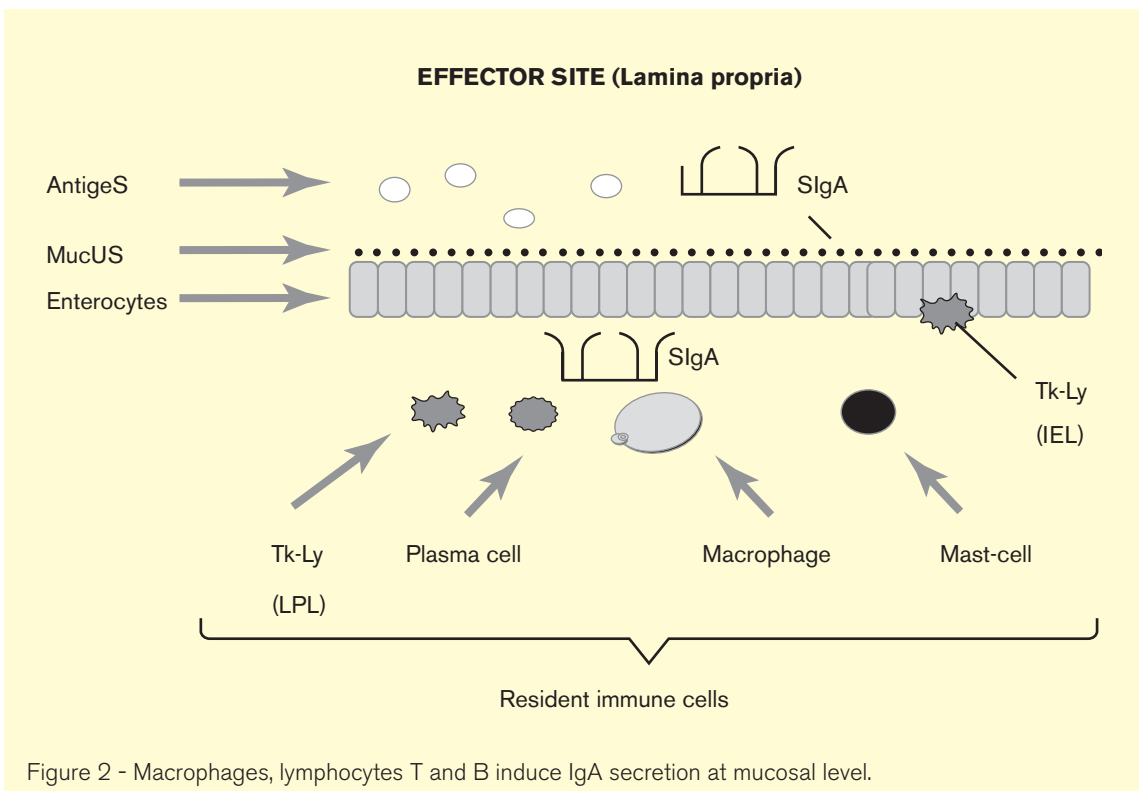 EFFECTOR SITE (Lamina propria)
AntigeS
SIgA
MucUS
Enterocytes
SIgA
Tk-Ly
(IEL)
Tk-Ly
(LPL)
Plasma cell
Macrophage
Mast-cell
Resident immune cells
Figure 2 - Macrophages, lymphocytes T and B induce IgA secretion at mucosal level.